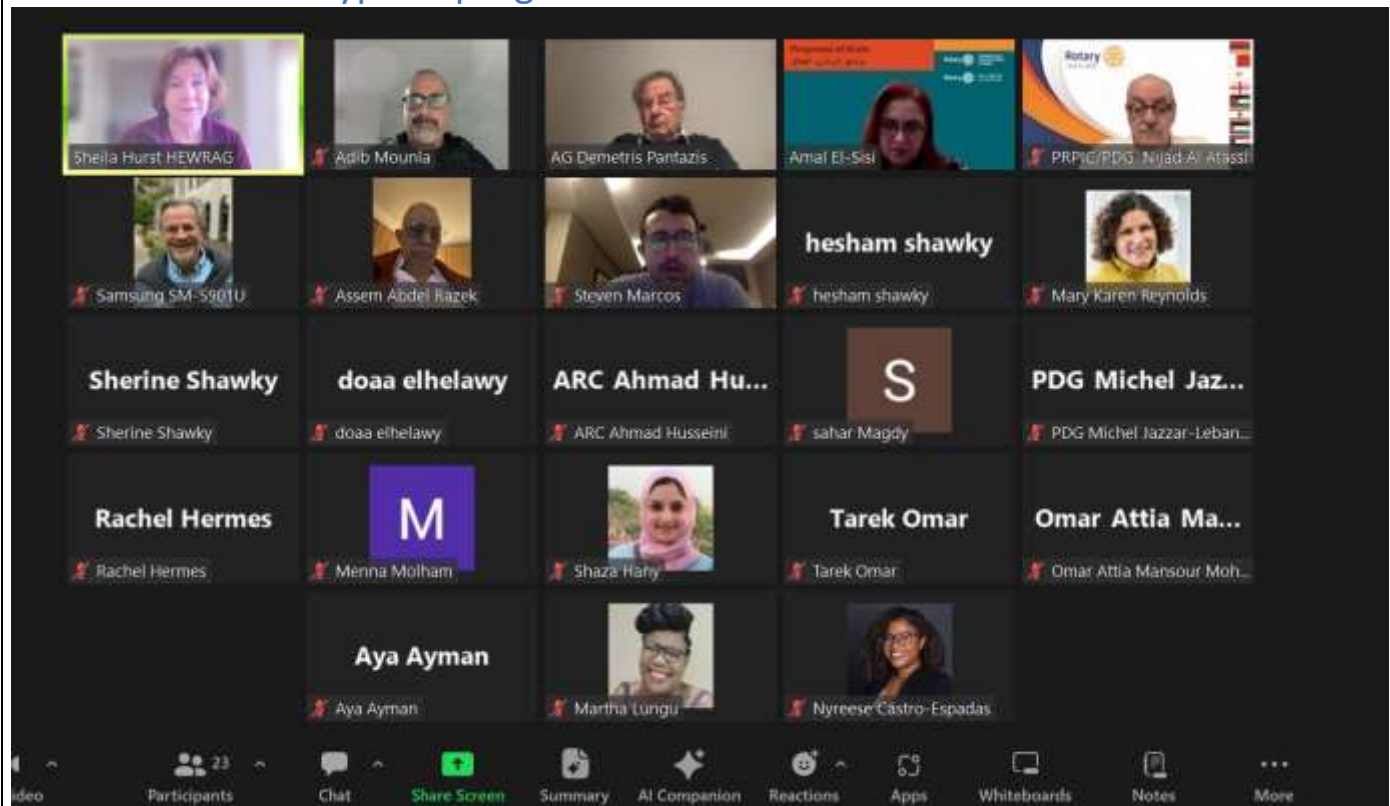 Sheila Hurst HEWRAG
Adib Mounla
AG Demetris Pantazis
Amal El-Sisi
Rotary
PRPIC/PDG Nijad Al Atassi
Samsung SM-S901U
Assem Abdel Razek
Steven Marcos
hesham shawky
hesham shawky
Mary Karen Reynolds
Sherine Shawky
Sherine Shawky
doaa elhelawy
doaa elhelawy
ARC Ahmad Hu...
ARC Ahmad Husseini
S
sahar Magdy
PDG Michel Jaz...
PDG Michel Jazzar-Leban...
Rachel Hermes
Rachel Hermes
M
Menna Molham
Shaza Hany
Tarek Omar
Tarek Omar
Omar Attia Ma...
Omar Attia Mansour Moh...
Aya Ayman
Aya Ayman
Martha Lungu
Nyreese Castro-Espadas
ideo
Participants
23
Chat
Share Screen
Summary
AI Companion
Reactions
Apps
Whiteboards
Notes
More